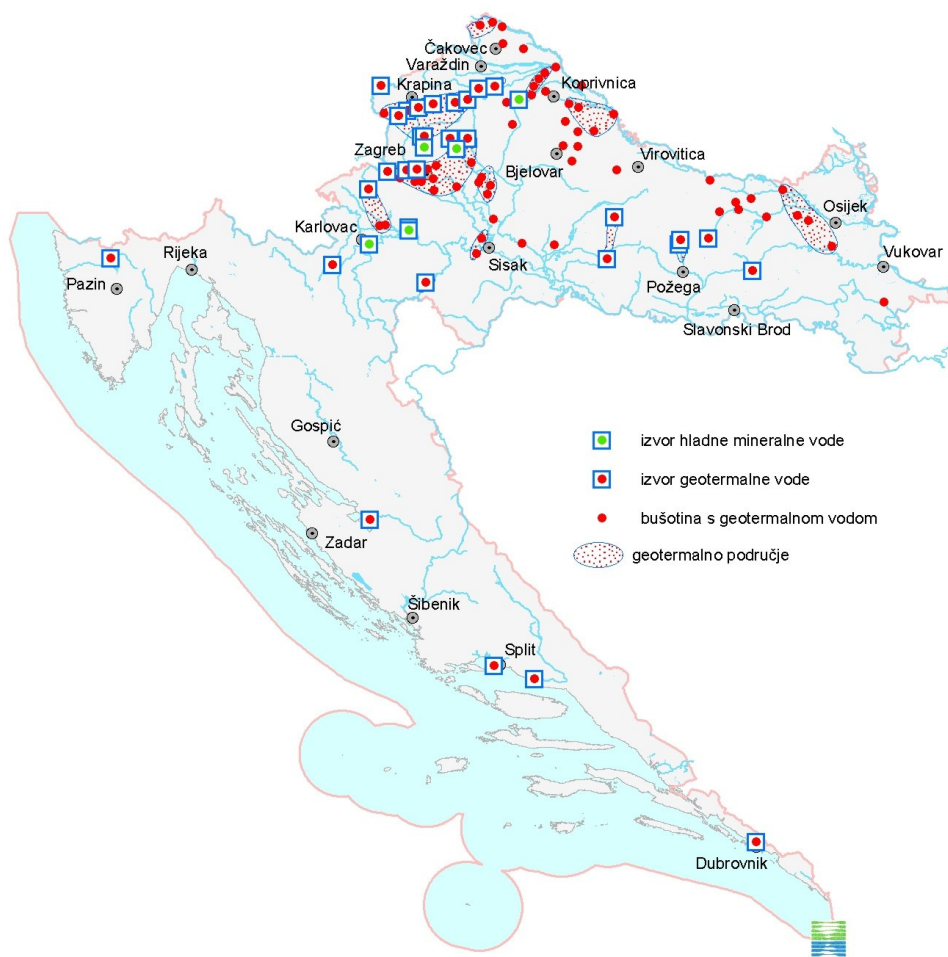 Čakovec
Varaždin
Krapina
Koprivnica
Zagreb
Bjelovar
Virovitica
Osijek
Karlovac
Rijeka
Sisak
Vukovar
Pazin
Požega
Slavonski Brod
Gospić
izvor hladne mineralne vode
izvor geotermalne vode
bušotina s geotermalnom vodom
Zadar
geotermalno područje
Šibenik
Split
Dubrovnik